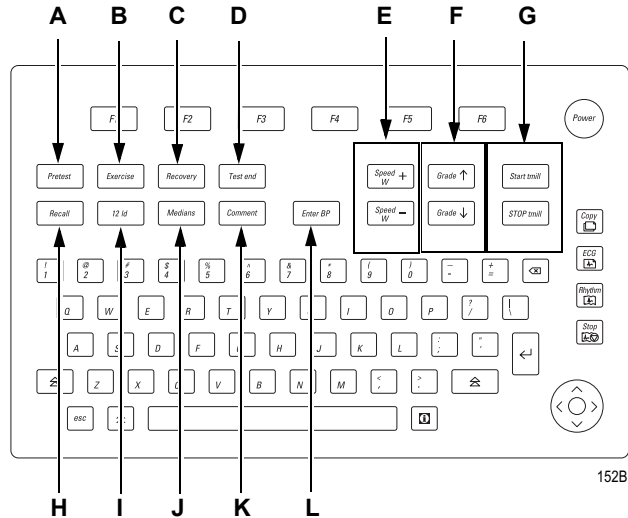 A B C D E F G
F1 F2 F3 F4 F5 F6 Power
Pretest Exercise Recovery Test end Speed W + Grade ↑ Start tmill
Recall 12 ld Medians Comment Enter BP Speed W − Grade ↓ STOP tmill
Copy
ECG
Rhythm
Stop
! 1 @ 2 # 3 $ 4 % 5 ^ 6 & 7 * 8 ( 9 ) 0 - + =
Q W E R T Y I O P ? / | \
A S D F H J K L : ; " '
Z X V B N M < , > .
esc
152B
H I J K L